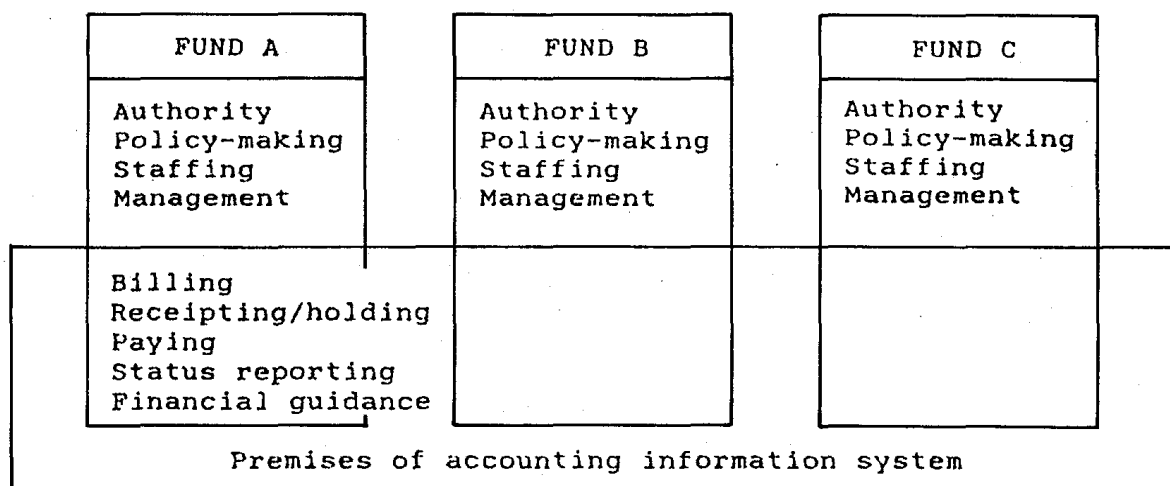 FUND A
Authority
Policy-making
Staffing
Management
Billing
Receipting/holding
Paying
Status reporting
Financial guidance
FUND B
Authority
Policy-making
Staffing
Management
FUND C
Authority
Policy-making
Staffing
Management
Premises of accounting information system